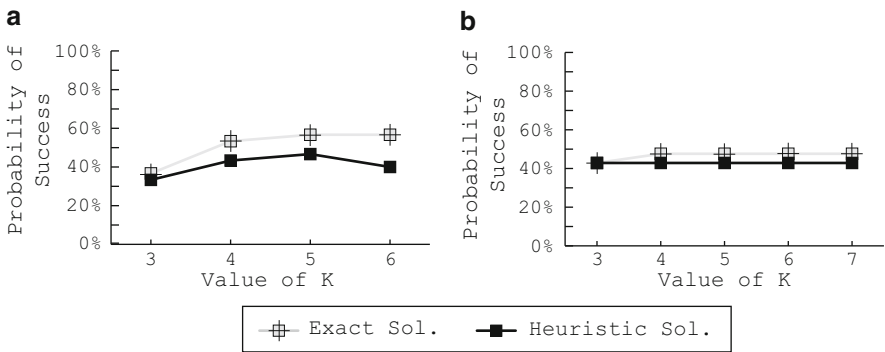 a
Probability of
Success
100%
80%
60%
40%
20%
0%
3 4 5 6
Value of K
b
Probability of
Success
100%
80%
60%
40%
20%
0%
3 4 5 6 7
Value of K
Exact Sol. Heuristic Sol.